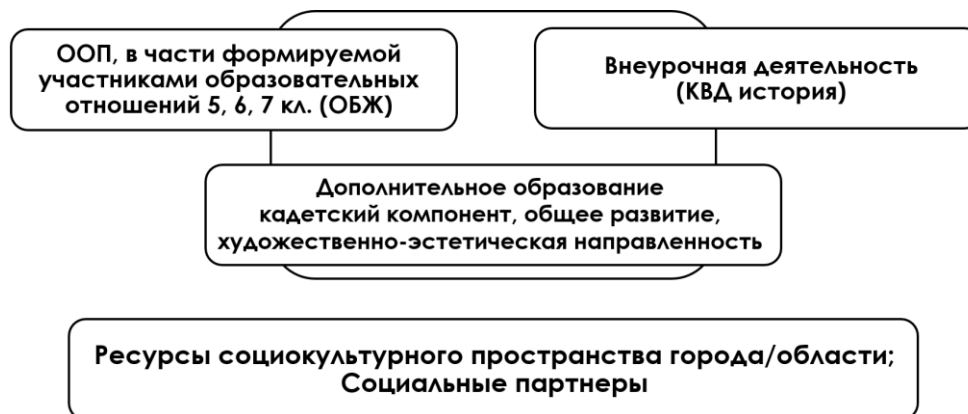 ООП, в части формируемой
участниками образовательных
отношений 5, 6, 7 кл. (ОБЖ)
Внеурочная деятельность
(КВД история)
Дополнительное образование
кадетский компонент, общее развитие,
художественно-эстетическая направленность
Ресурсы социокультурного пространства города/области;
Социальные партнеры